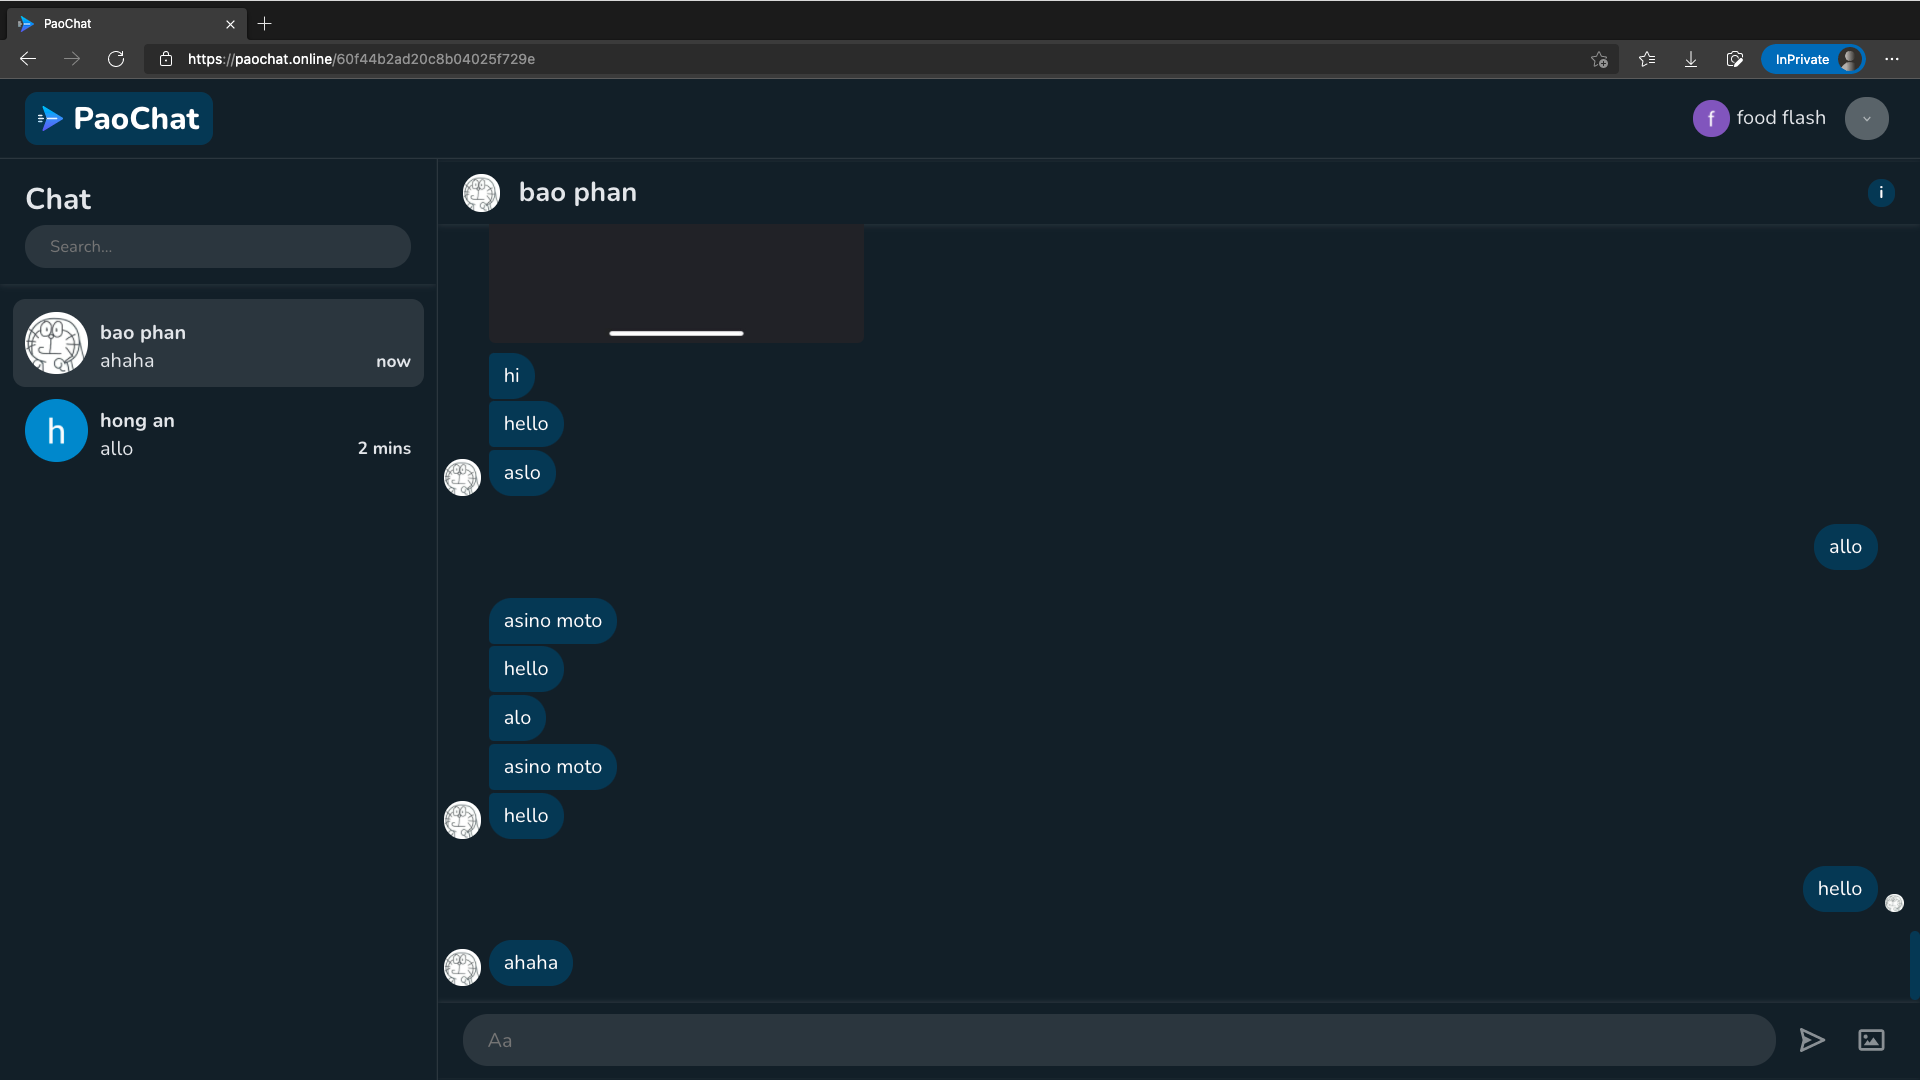 PaoChat
https://paochat.online/60f44b2ad20c8b04025f729e
InPrivate
PaoChat
f food flash
Chat
Search...
bao phan
ahaha now
h hong an
allo 2 mins
bao phan
i
hi
hello
aslo
allo
asino moto
hello
alo
asino moto
hello
hello
ahaha
Aa